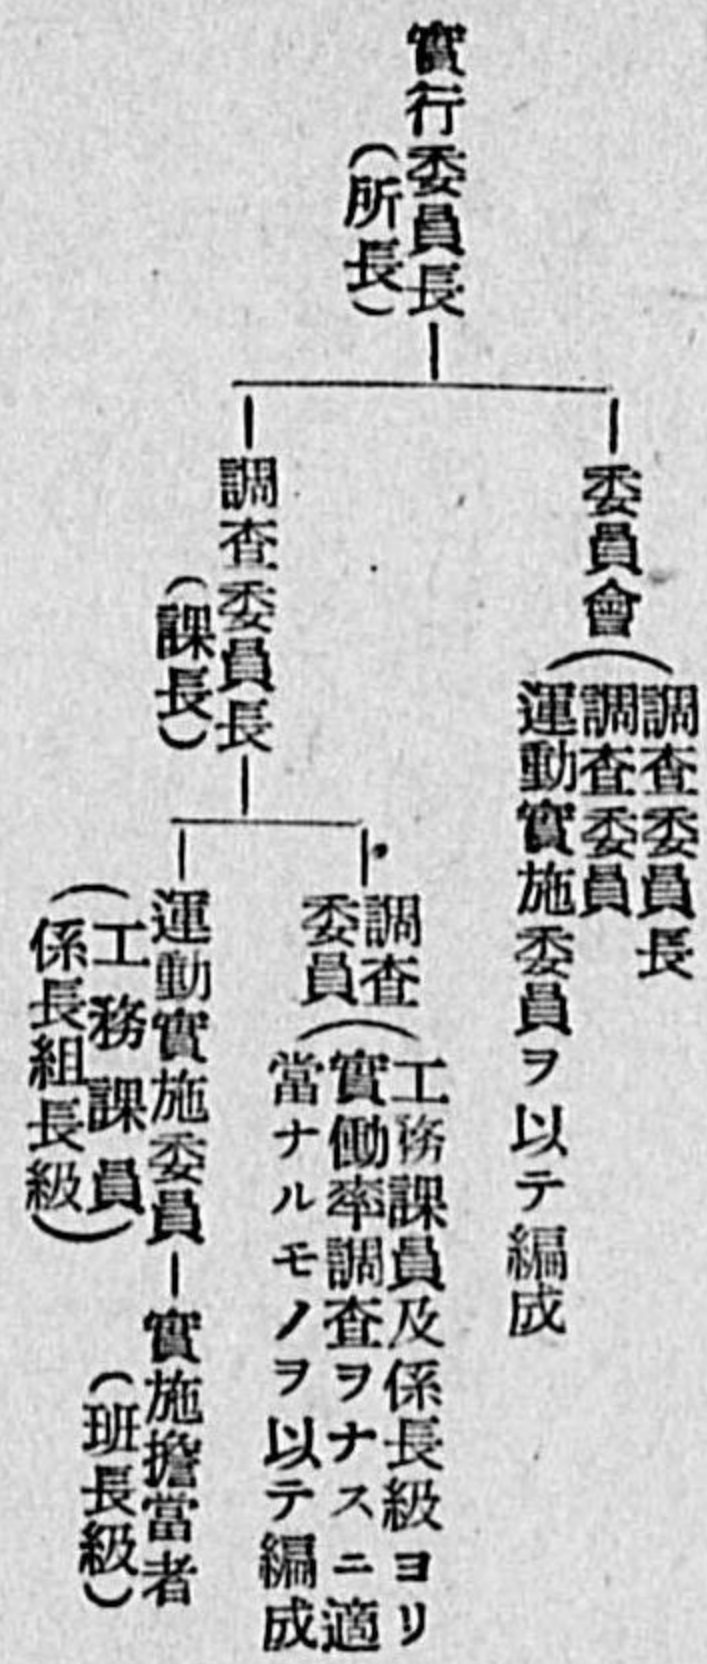 實行委員長
(所長)
委員會
調査委員長
調査委員
運動實施委員ヲ以テ編成
調査委員長
(課長)
調査
委員
工務課員及係長級ヨリ
實働率調査ヲナスニ適
當ナルモノヲ以テ編成
運動實施委員
(工務課員
係長組長級)
實施擔當者
(班長級)